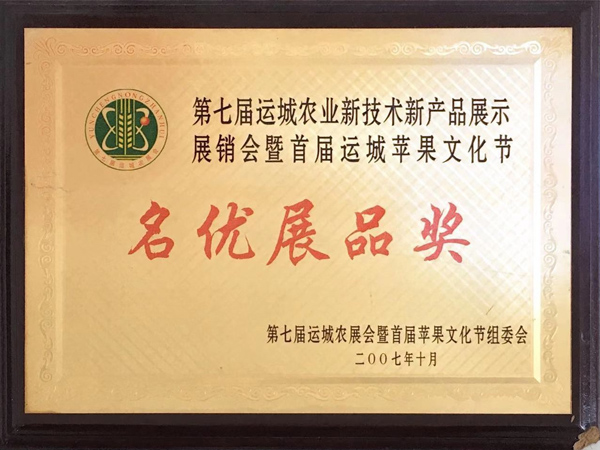 YUNCHENGNONGZHANHUI
第七届运城农业新技术新产品展示
展销会暨首届运城苹果文化节
名优展品奖
第七届运城农展会暨首届苹果文化节组委会
二00七年十月